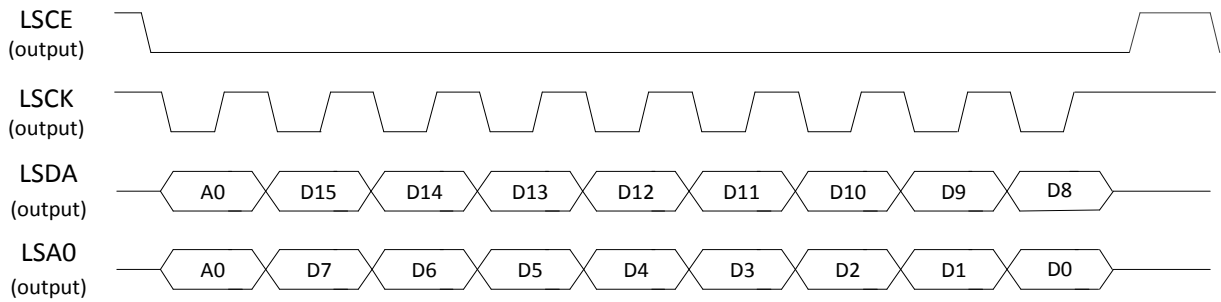 LSCE
(output)
LSCK
(output)
LSDA
(output)
A0 D15 D14 D13 D12 D11 D10 D9 D8
LSA0
(output)
A0 D7 D6 D5 D4 D3 D2 D1 D0